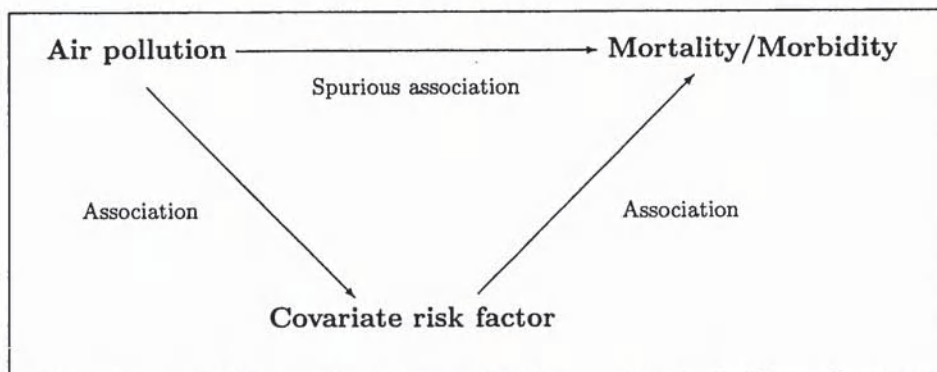 Air pollution
Mortality/Morbidity
Spurious association
Association
Association
Covariate risk factor